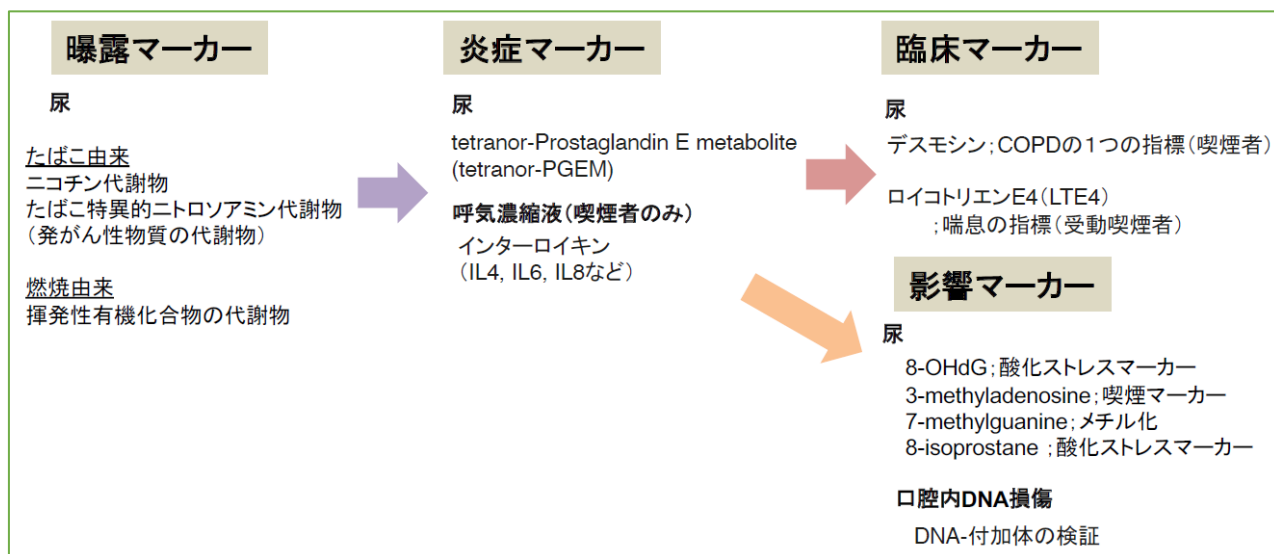 曝露マーカー
尿
たばこ由来
ニコチン代謝物
たばこ特異的ニトロソアミン代謝物
（発がん性物質の代謝物）
燃焼由来
揮発性有機化合物の代謝物
炎症マーカー
尿
tetranor-Prostaglandin E metabolite
(tetranor-PGEM)
呼気濃縮液（喫煙者のみ）
インターロイキン
（IL4, IL6, IL8など）
臨床マーカー
尿
デスモシン；COPDの１つの指標（喫煙者）
ロイコトリエンE4（LTE4）
；喘息の指標（受動喫煙者）
影響マーカー
尿
8-OHdG；酸化ストレスマーカー
3-methyladenosine；喫煙マーカー
7-methylguanine；メチル化
8-isoprostane ；酸化ストレスマーカー
口腔内DNA損傷
DNA-付加体の検証